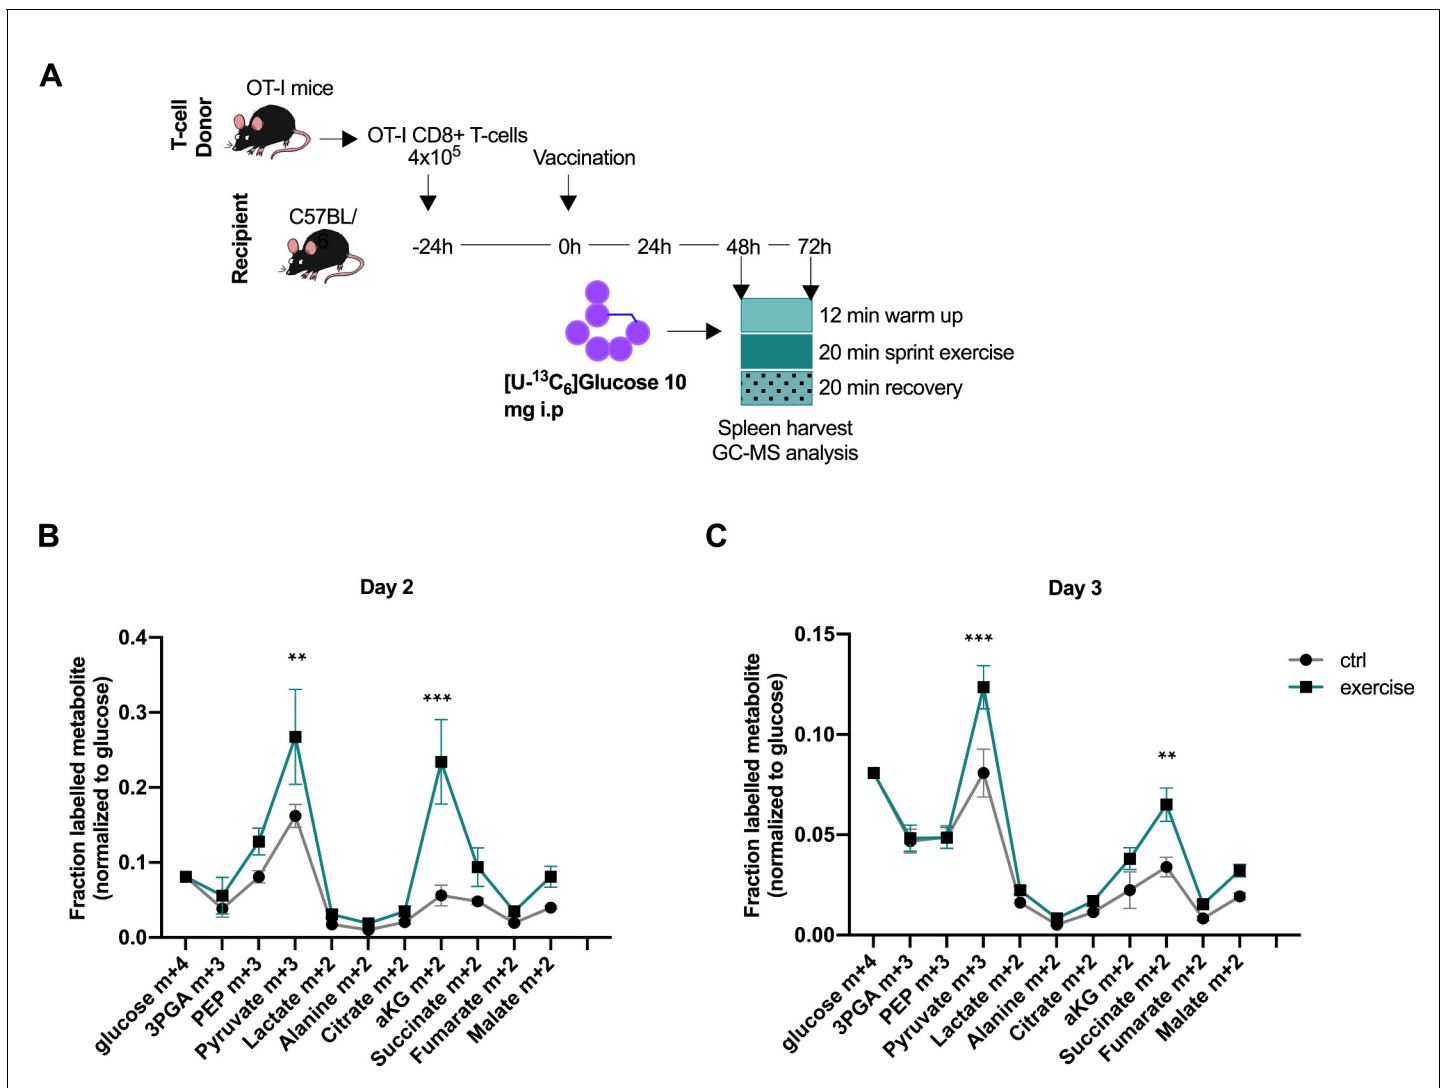 A
OT-I mice
T-cell
Donor
OT-I CD8+ T-cells
4x10⁵
Vaccination
Recipient
C57BL/
6
-24h
0h
24h
48h
72h
12 min warm up
20 min sprint exercise
20 min recovery
[U-¹³C₆]Glucose 10
mg i.p
Spleen harvest
GC-MS analysis
B
Day 2
Fraction labelled metabolite
(normalized to glucose)
0.4
0.3
0.2
0.1
0.0
**
***
glucose m+4
3PGA m+3
PEP m+3
Pyruvate m+3
Lactate m+2
Alanine m+2
Citrate m+2
aKG m+2
Succinate m+2
Fumarate m+2
Malate m+2
C
Day 3
Fraction labelled metabolite
(normalized to glucose)
0.15
0.10
0.05
0.00
***
**
glucose m+4
3PGA m+3
PEP m+3
Pyruvate m+3
Lactate m+2
Alanine m+2
Citrate m+2
aKG m+2
Succinate m+2
Fumarate m+2
Malate m+2
ctrl
exercise